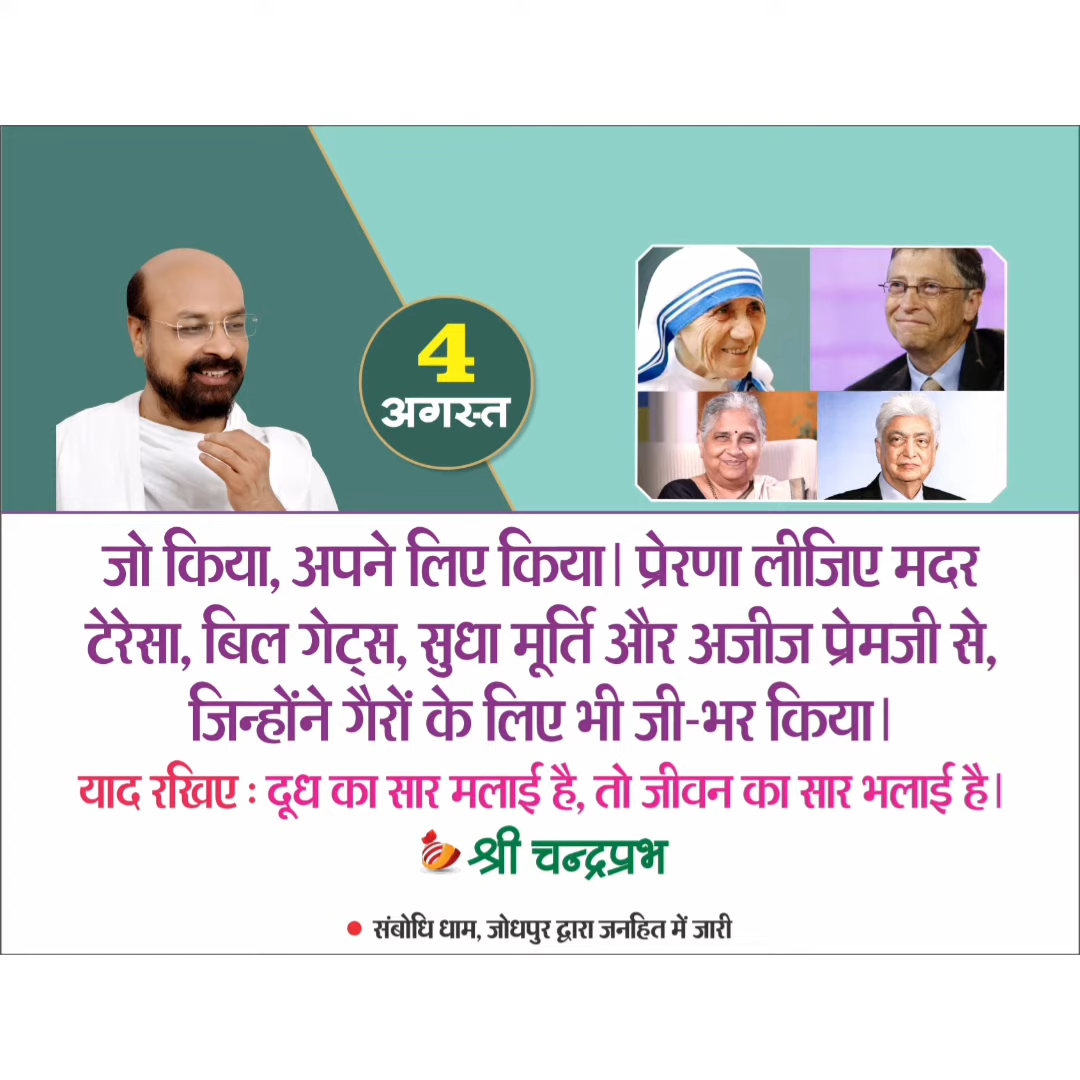 4
अगस्त
जो किया, अपने लिए किया। प्रेरणा लीजिए मदर
टेरेसा, बिल गेट्स, सुधा मूर्ति और अजीज प्रेमजी से,
जिन्होंने गैरों के लिए भी जी-भर किया।
याद रखिए : दूध का सार मलाई है, तो जीवन का सार भलाई है।
श्री चन्द्रप्रभ
• संबोधि धाम, जोधपुर द्वारा जनहित में जारी